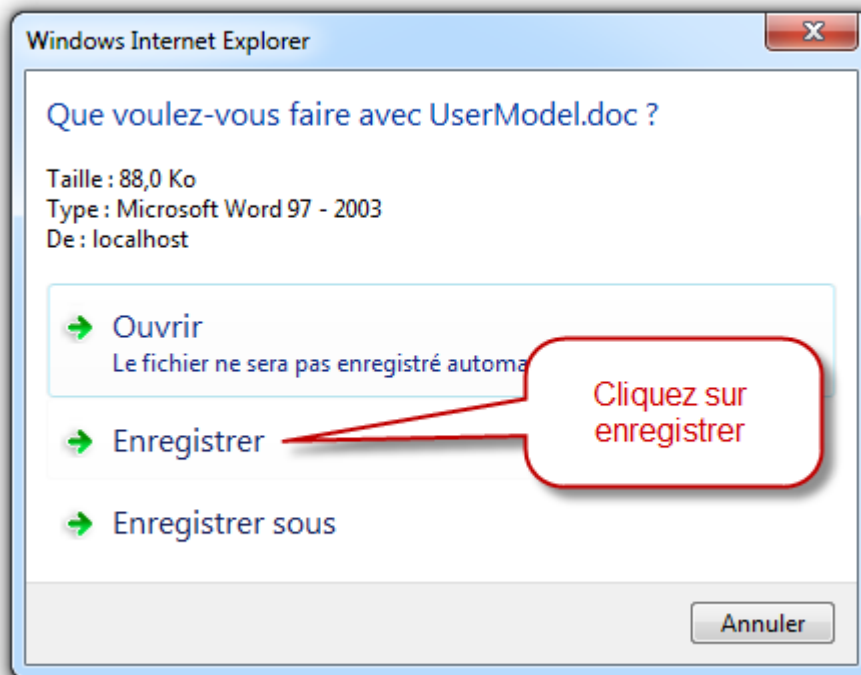 Windows Internet Explorer
Que voulez-vous faire avec UserModel.doc ?
Taille : 88,0 Ko
Type : Microsoft Word 97 - 2003
De : localhost
Ouvrir
Le fichier ne sera pas enregistré
Cliquez sur
enregistrer
Enregistrer
Enregistrer sous
Annuler